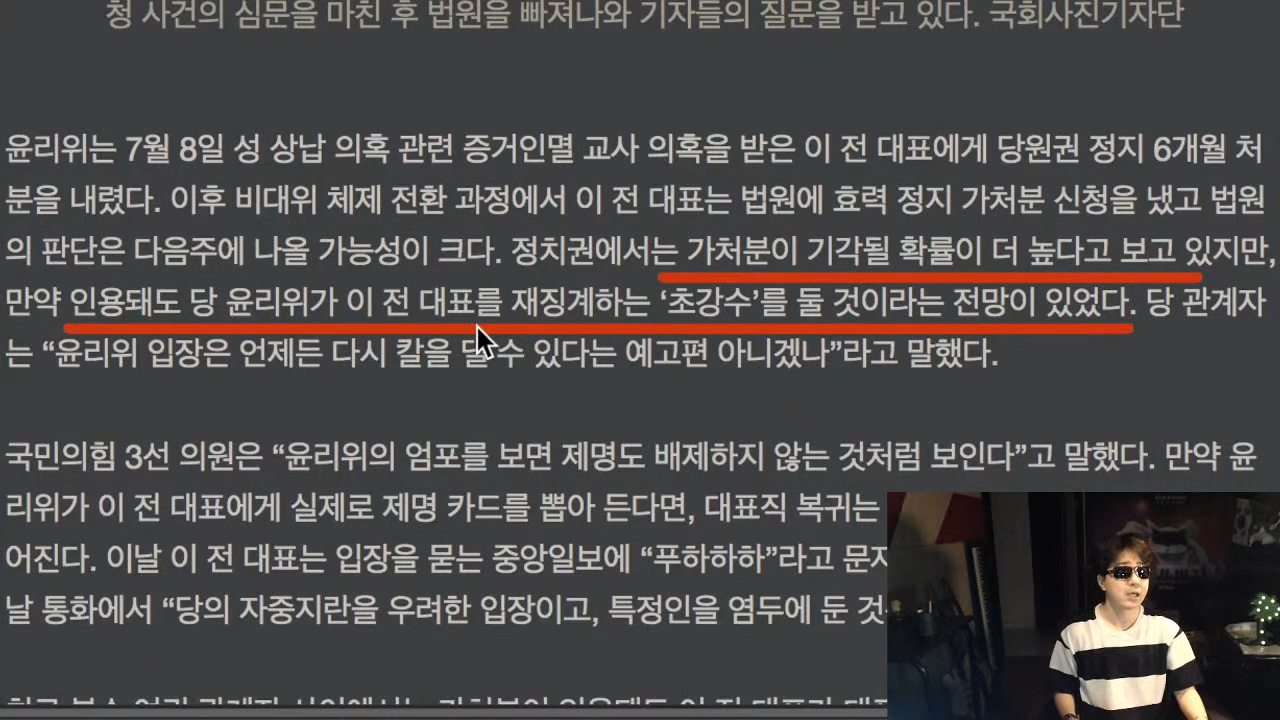 청 사건의 심문을 마친 후 법원을 빠져나와 기자들의 질문을 받고 있다. 국회사진기자단
윤리위는 7월 8일 성 상납 의혹 관련 증거인멸 교사 의혹을 받은 이 전 대표에게 당원권 정지 6개월 처
분을 내렸다. 이후 비대위 체제 전환 과정에서 이 전 대표는 법원에 효력 정지 가처분 신청을 냈고 법원
의 판단은 다음주에 나올 가능성이 크다. 정치권에서는 가처분이 기각될 확률이 더 높다고 보고 있지만,
만약 인용돼도 당 윤리위가 이 전 대표를 재징계하는 ‘초강수’를 둘 것이라는 전망이 있었다. 당 관계자
는 “윤리위 입장은 언제든 다시 칼을 댈 수 있다는 예고편 아니겠나”라고 말했다.
국민의힘 3선 의원은 “윤리위의 엄포를 보면 제명도 배제하지 않는 것처럼 보인다”고 말했다. 만약 윤
리위가 이 전 대표에게 실제로 제명 카드를 뽑아 든다면, 대표직 복귀는
어진다. 이날 이 전 대표는 입장을 묻는 중앙일보에 “푸하하하”라고 문자
날 통화에서 “당의 자중지란을 우려한 입장이고, 특정인을 염두에 둔 것